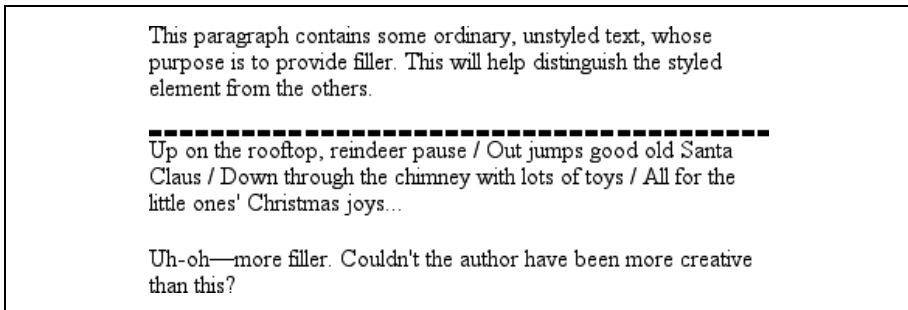 This paragraph contains some ordinary, unstyled text, whose
purpose is to provide filler. This will help distinguish the styled
element from the others.
Up on the rooftop, reindeer pause / Out jumps good old Santa
Claus / Down through the chimney with lots of toys / All for the
little ones' Christmas joys...
Uh-oh—more filler. Couldn't the author have been more creative
than this?